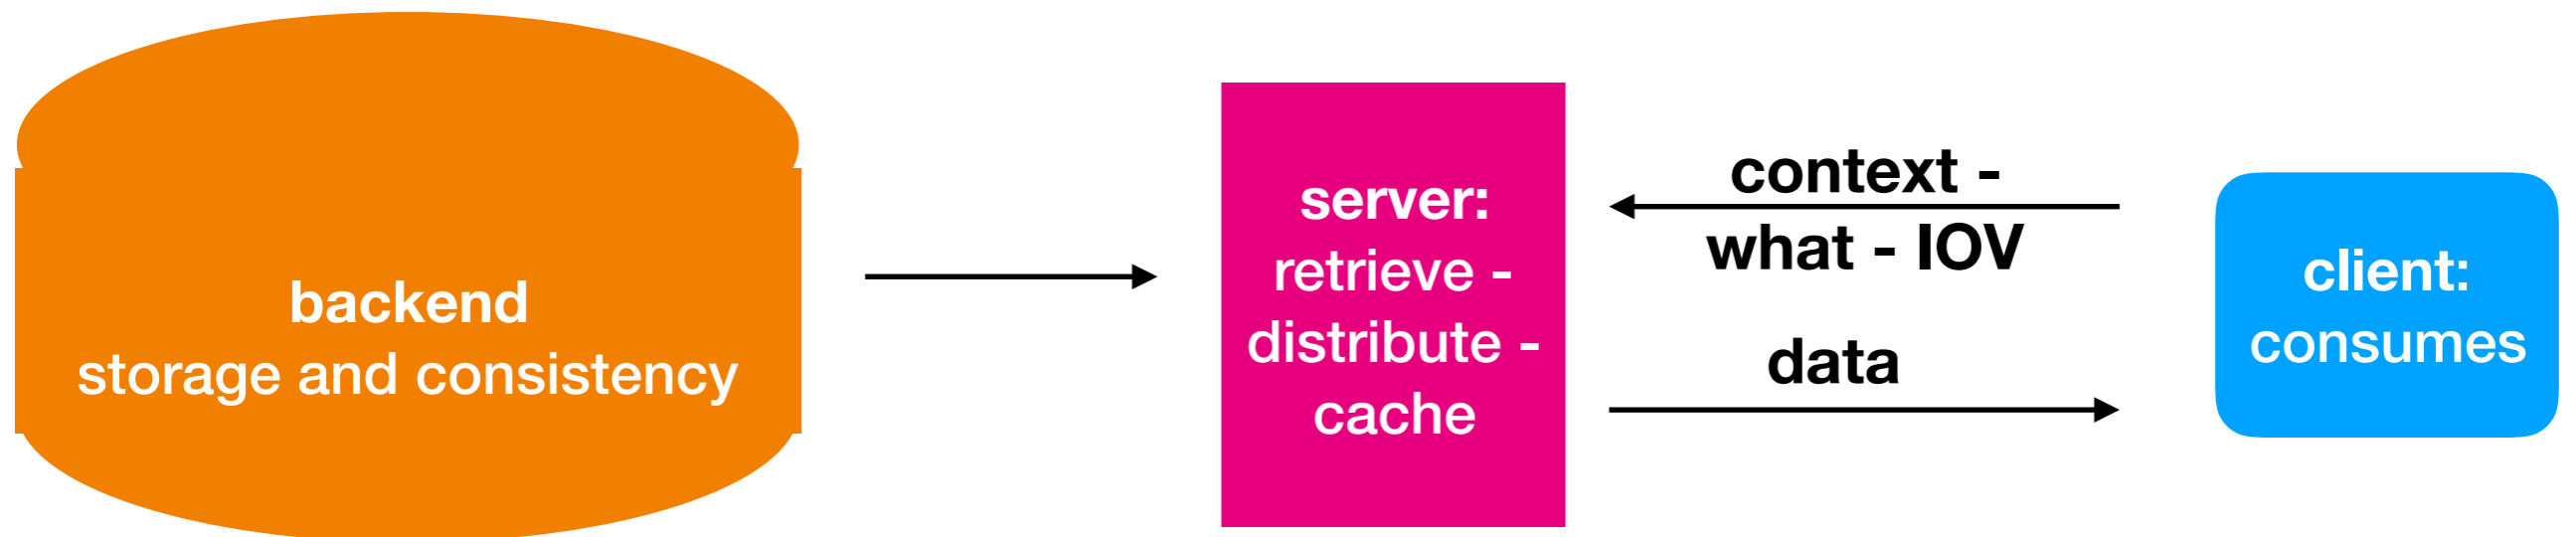 backend
storage and consistency
server:
retrieve -
distribute -
cache
context -
what - IOV
data
client:
consumes